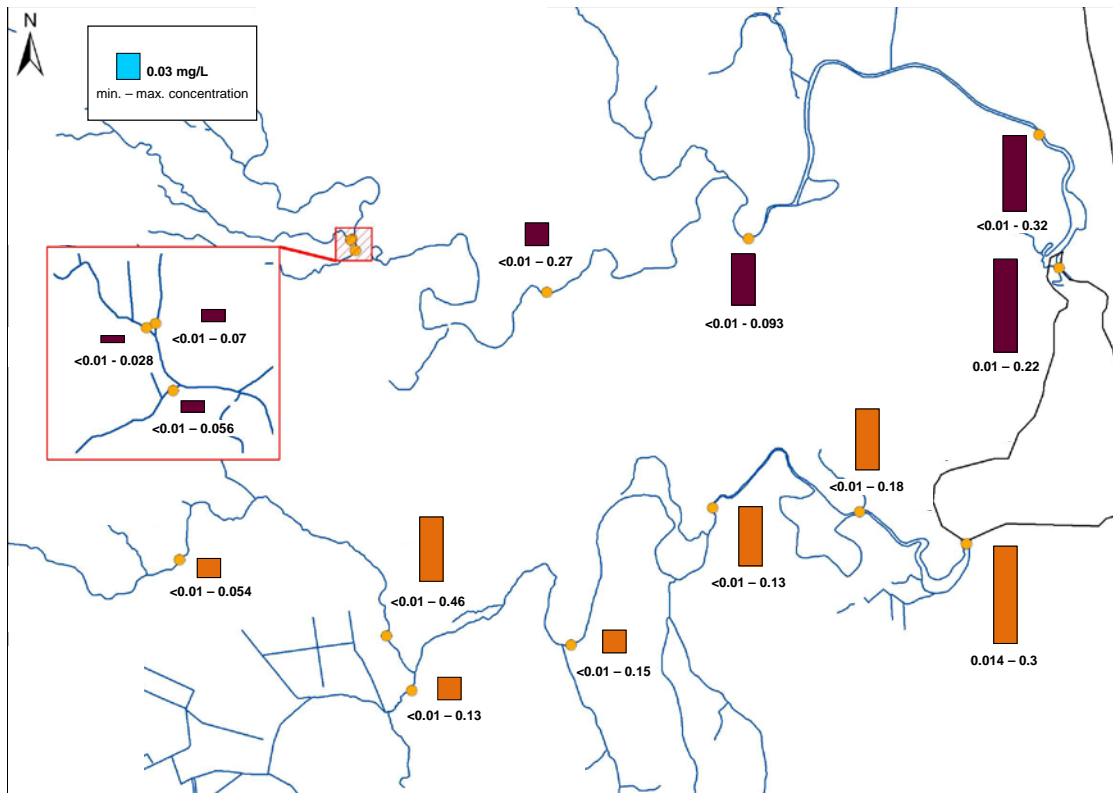 N
0.03 mg/L
min. – max. concentration
<0.01 - 0.32
<0.01 – 0.27
<0.01 - 0.093
<0.01 – 0.07
<0.01 - 0.028
0.01 – 0.22
<0.01 – 0.056
<0.01 – 0.18
<0.01 – 0.13
<0.01 – 0.054
<0.01 – 0.46
<0.01 – 0.15
0.014 – 0.3
<0.01 – 0.13